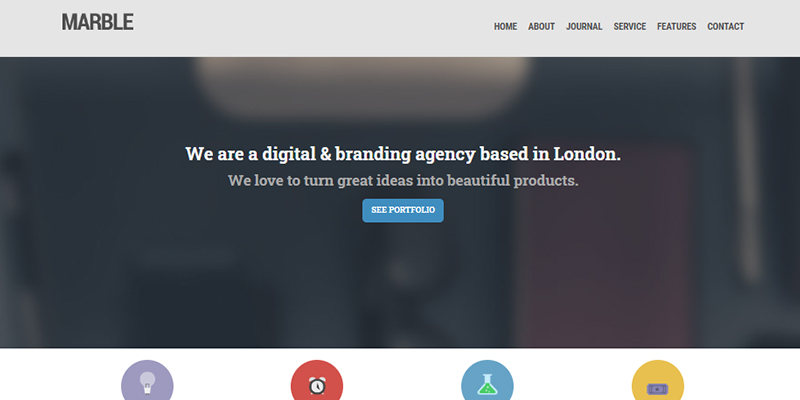 MARBLE
HOME ABOUT JOURNAL SERVICE FEATURES CONTACT
We are a digital & branding agency based in London.
We love to turn great ideas into beautiful products.
SEE PORTFOLIO